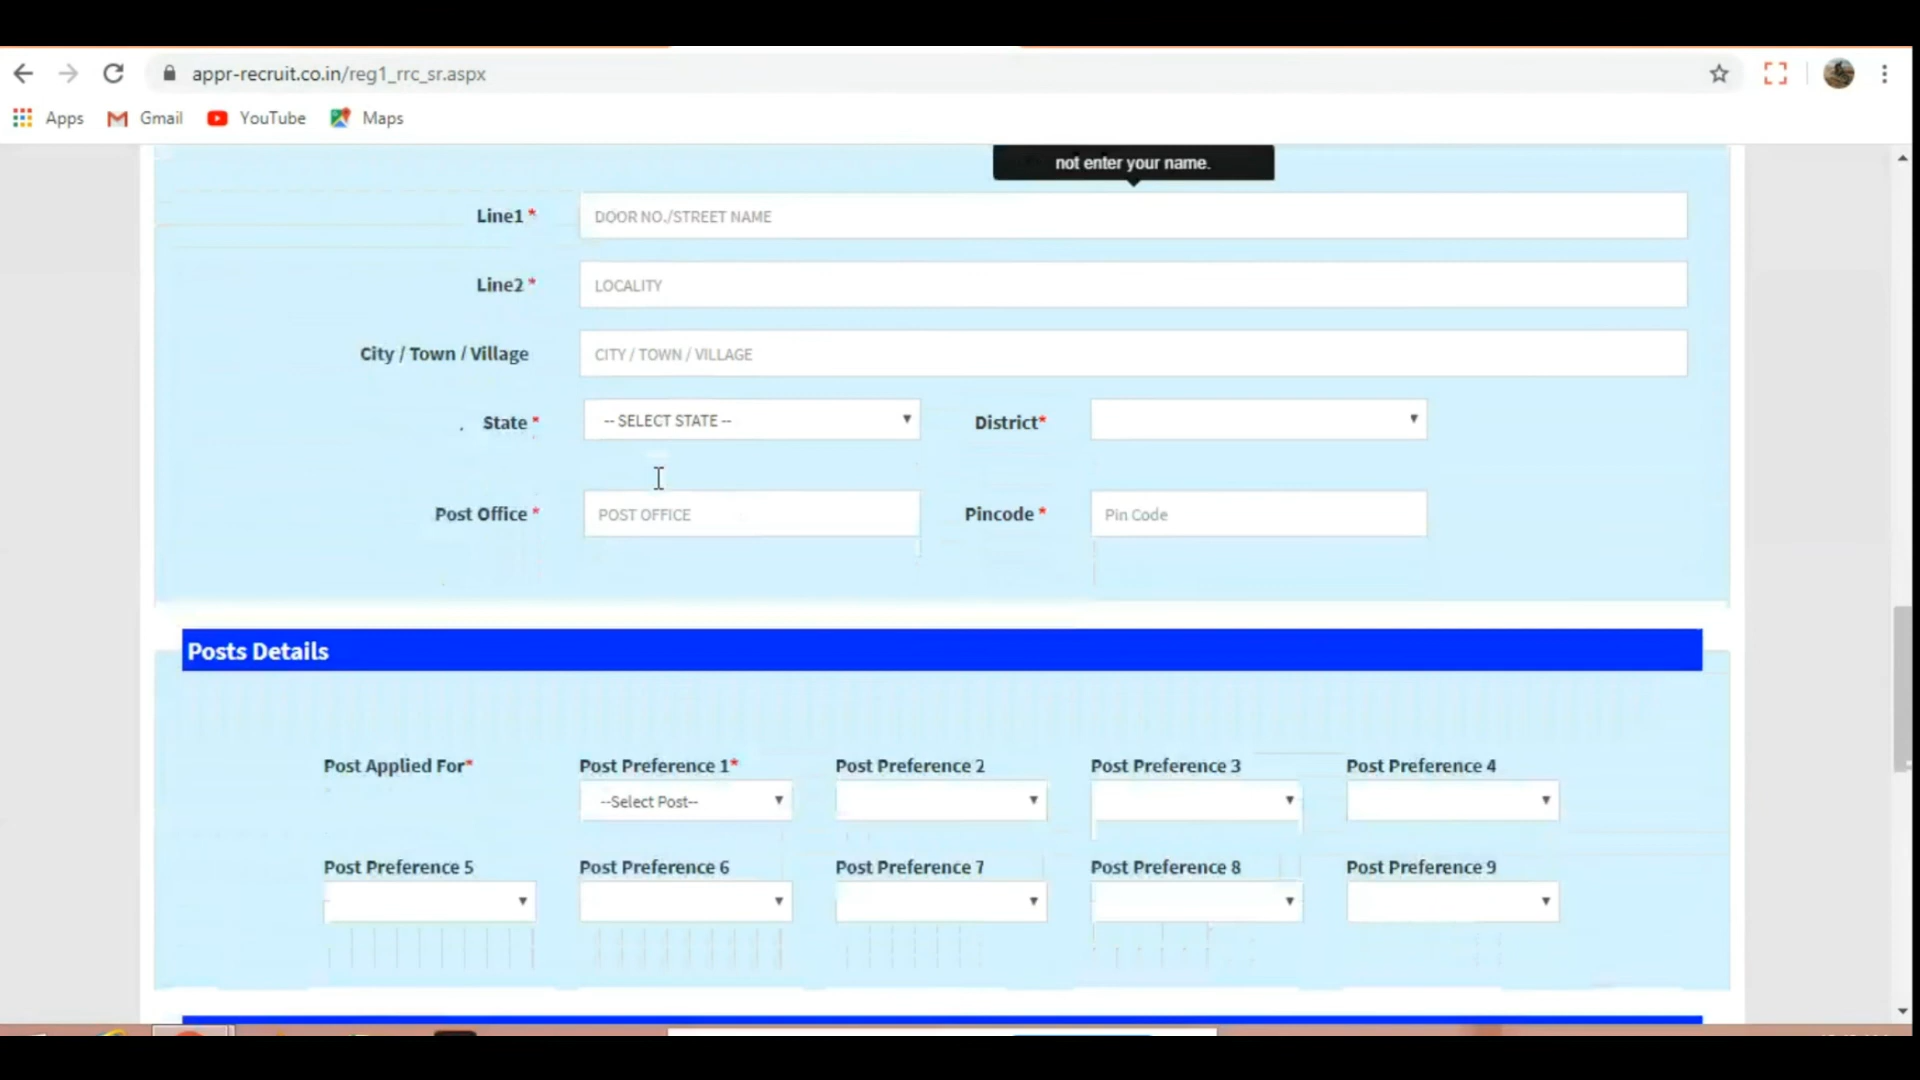 appr-recruit.co.in/reg1_rrc_sr.aspx
Apps Gmail YouTube Maps
not enter your name.
Line1 * DOOR NO./STREET NAME
Line2 * LOCALITY
City / Town / Village CITY / TOWN / VILLAGE
State * -- SELECT STATE -- District*
Post Office * POST OFFICE Pincode * Pin Code
Posts Details
Post Applied For* Post Preference 1* Post Preference 2 Post Preference 3 Post Preference 4
--Select Post--
Post Preference 5 Post Preference 6 Post Preference 7 Post Preference 8 Post Preference 9